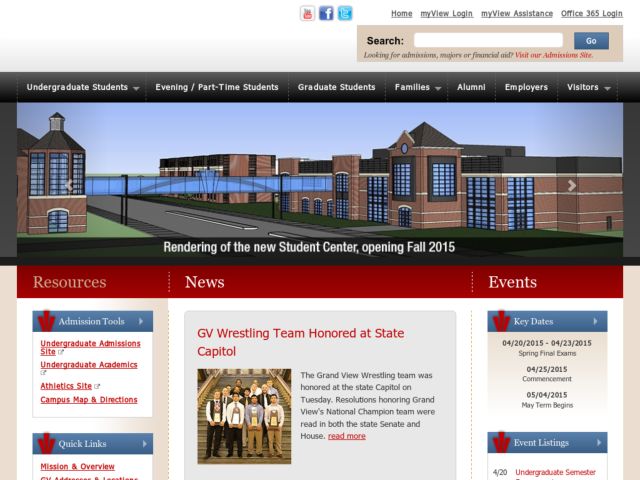 Home myView Login myView Assistance Office 365 Login
Search: Go
Looking for admissions, majors or financial aid? Visit our Admissions Site.
Undergraduate Students Evening / Part-Time Students Graduate Students Families Alumni Employers Visitors
Rendering of the new Student Center, opening Fall 2015
Resources News Events
Admission Tools
Undergraduate Admissions
Site
Undergraduate Academics
Athletics Site
Campus Map & Directions
Quick Links
Mission & Overview
GV Addresses & Locations
GV Wrestling Team Honored at State
Capitol
The Grand View Wrestling team was
honored at the state Capitol on
Tuesday. Resolutions honoring Grand
View's National Champion team were
read in both the state Senate and
House. read more
Key Dates
04/20/2015 - 04/23/2015
Spring Final Exams
04/25/2015
Commencement
05/04/2015
May Term Begins
Event Listings
4/20 Undergraduate Semester